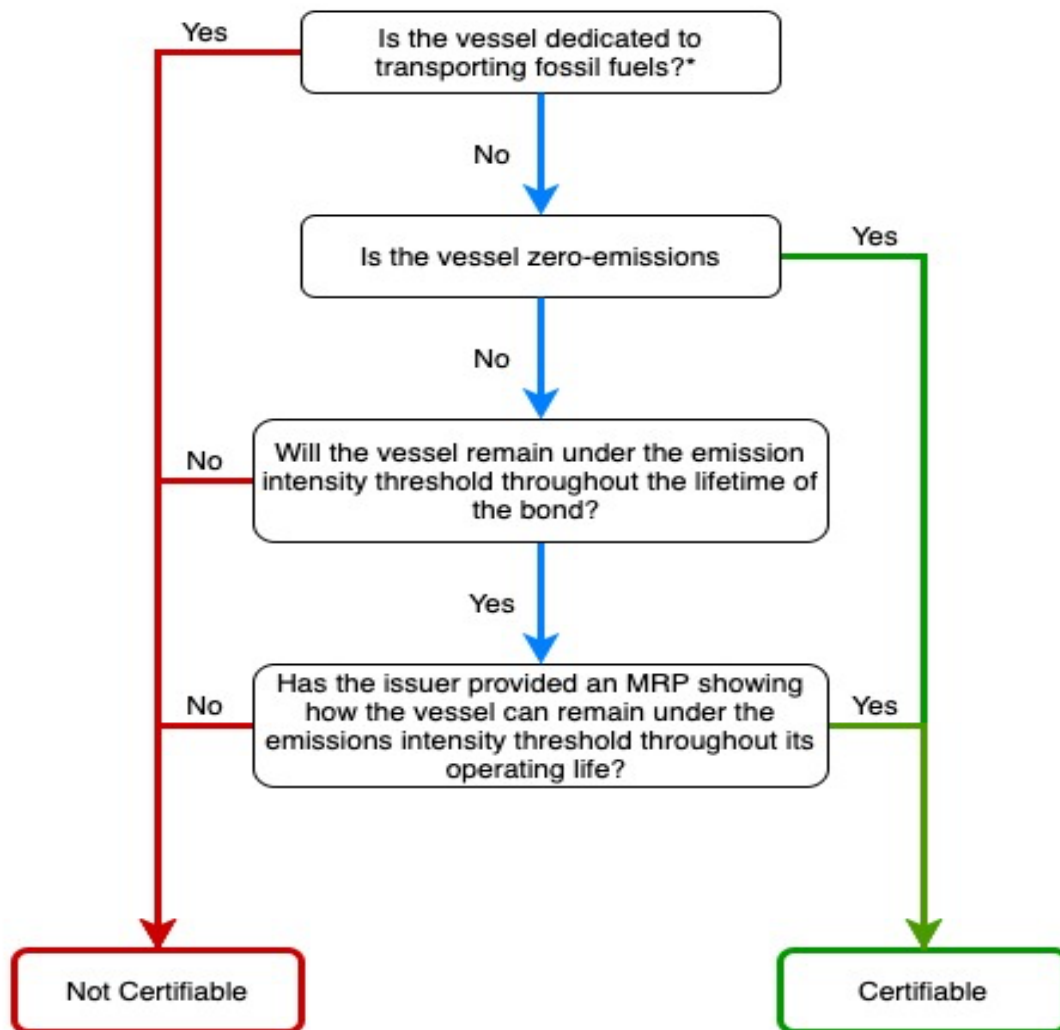 Yes
Is the vessel dedicated to
transporting fossil fuels?*
No
Is the vessel zero-emissions
Yes
No
Will the vessel remain under the emission
intensity threshold throughout the lifetime of
the bond?
No
Yes
Has the issuer provided an MRP showing
how the vessel can remain under the
emissions intensity threshold throughout its
operating life?
No
Yes
Not Certifiable
Certifiable